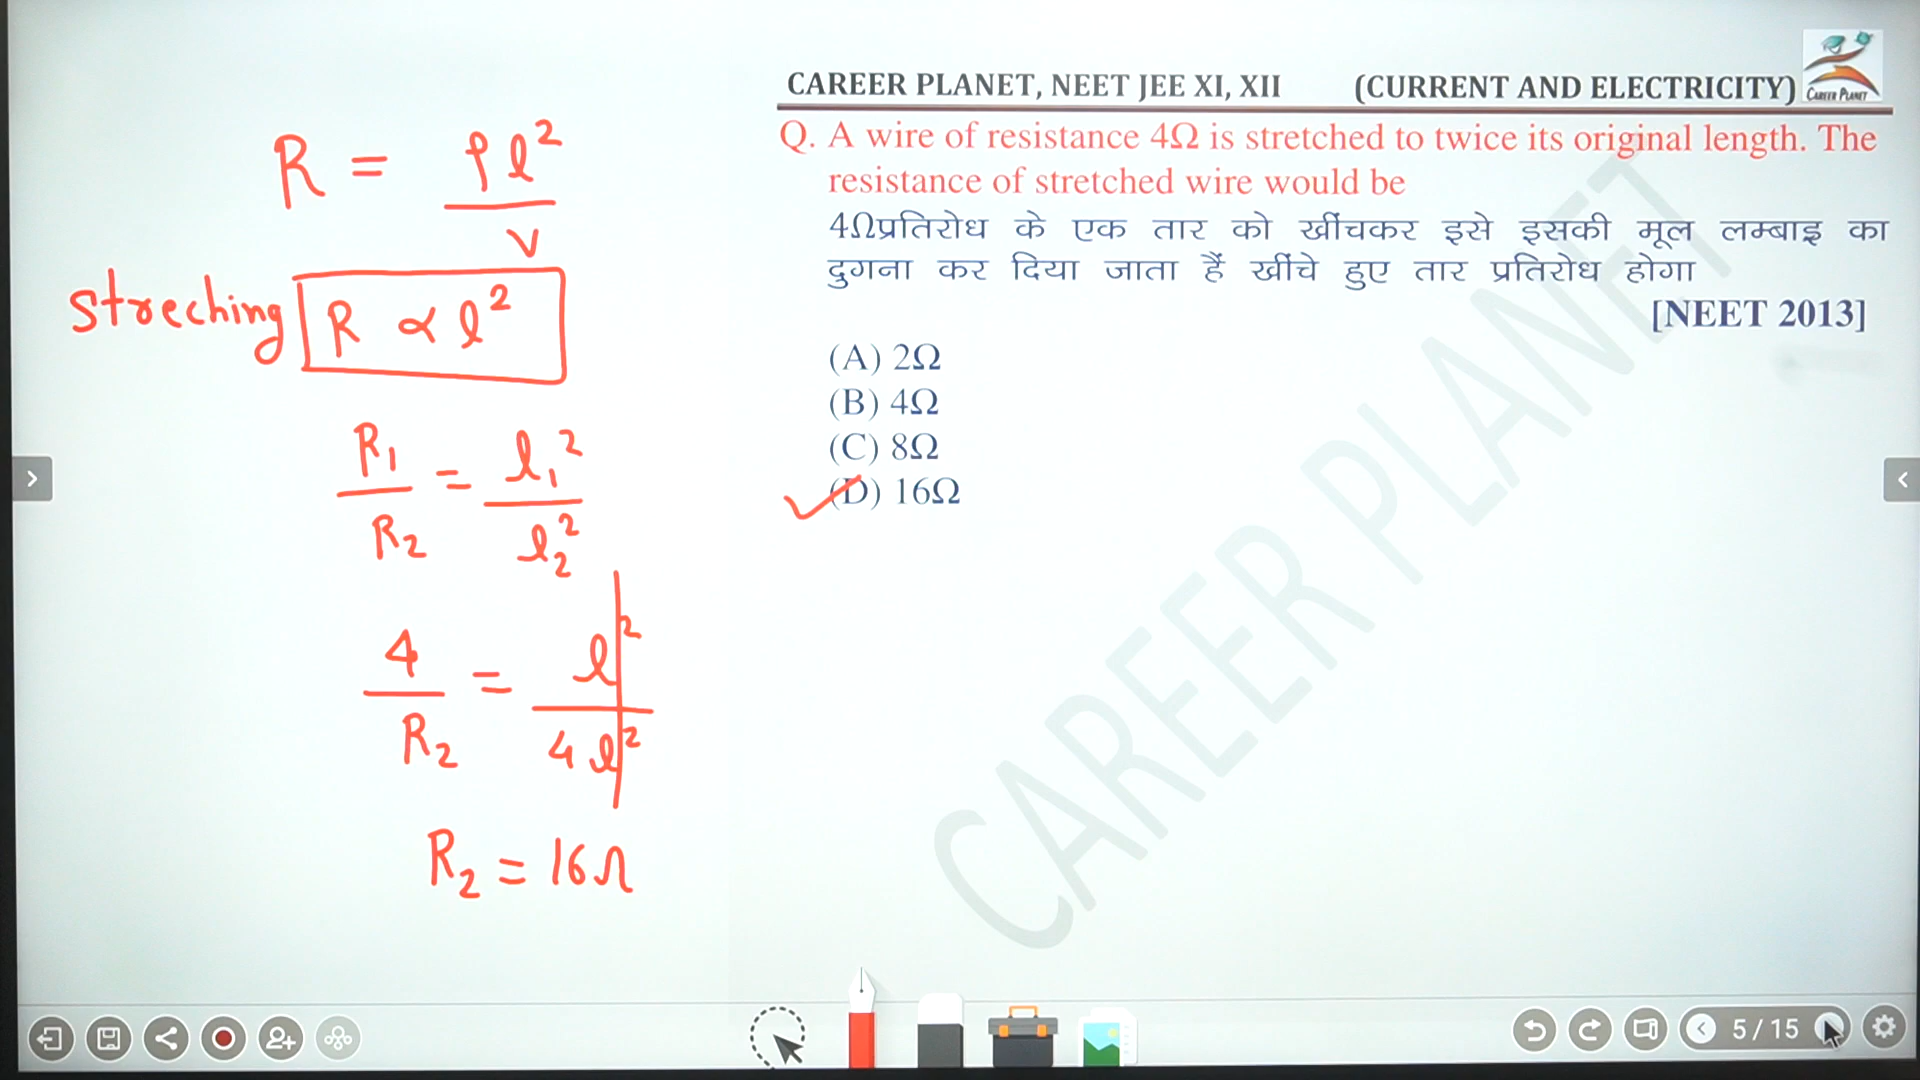 CAREER PLANET, NEET JEE XI, XII (CURRENT AND ELECTRICITY)
CAREER PLANET
Q. A wire of resistance 4Ω is stretched to twice its original length. The
resistance of stretched wire would be
4Ωप्रतिरोध के एक तार को खींचकर इसे इसकी मूल लम्बाइ का
दुगना कर दिया जाता हैं खींचे हुए तार प्रतिरोध होगा
[NEET 2013]
(A) 2Ω
(B) 4Ω
(C) 8Ω
(D) 16Ω
R = ρl²/V
streching R ∝ l²
R₁/R₂ = l₁²/l₂²
4/R₂ = l²/4l²
R₂ = 16Ω
CAREER PLANET
5 / 15